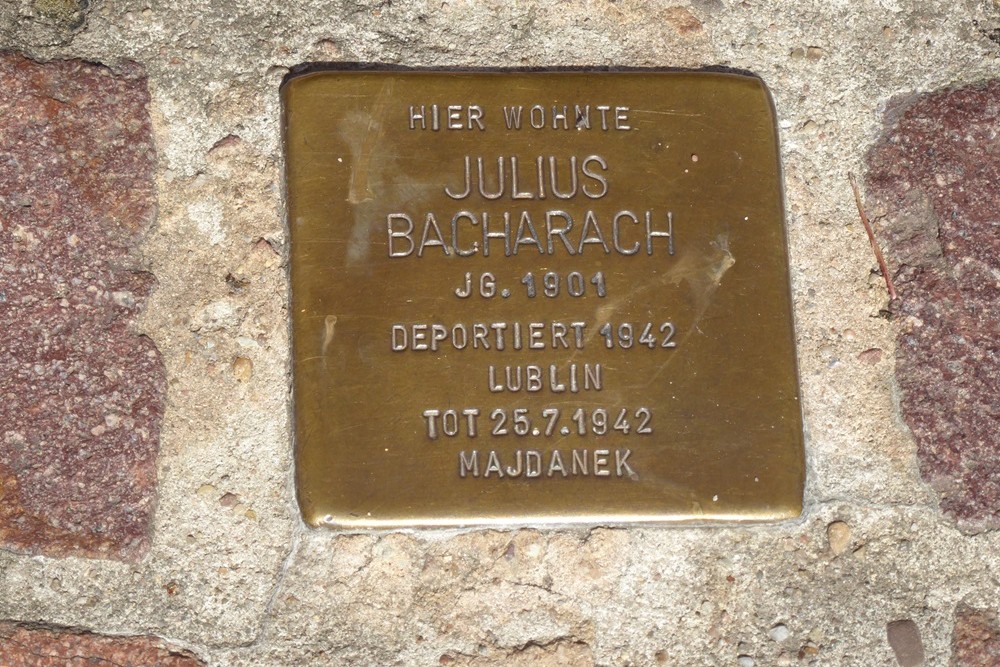 HIER WOHNTE
JULIUS
BACHARACH
JG. 1901
DEPORTIERT 1942
LUBLIN
TOT 25.7.1942
MAJDANEK